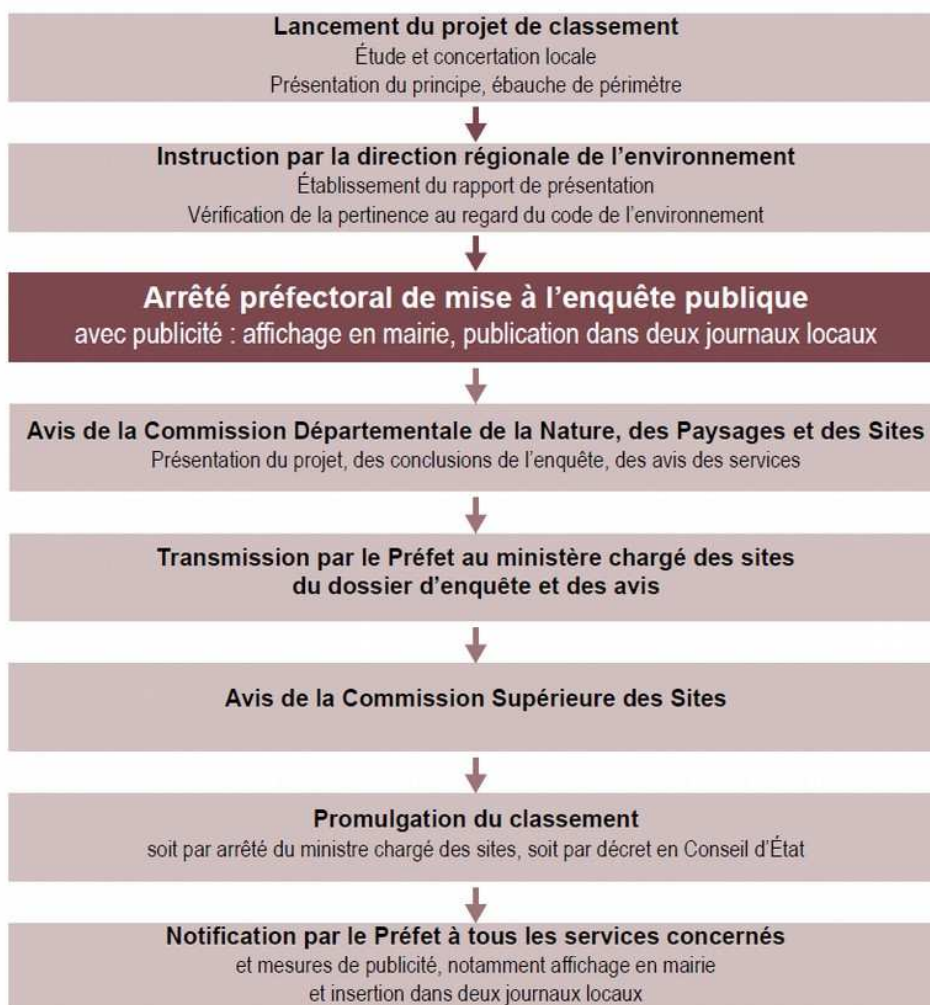 Lancement du projet de classement
Étude et concertation locale
Présentation du principe, ébauche de périmètre
Instruction par la direction régionale de l’environnement
Établissement du rapport de présentation
Vérification de la pertinence au regard du code de l’environnement
Arrêté préfectoral de mise à l’enquête publique
avec publicité : affichage en mairie, publication dans deux journaux locaux
Avis de la Commission Départementale de la Nature, des Paysages et des Sites
Présentation du projet, des conclusions de l’enquête, des avis des services
Transmission par le Préfet au ministère chargé des sites
du dossier d’enquête et des avis
Avis de la Commission Supérieure des Sites
Promulgation du classement
soit par arrêté du ministre chargé des sites, soit par décret en Conseil d’État
Notification par le Préfet à tous les services concernés
et mesures de publicité, notamment affichage en mairie
et insertion dans deux journaux locaux